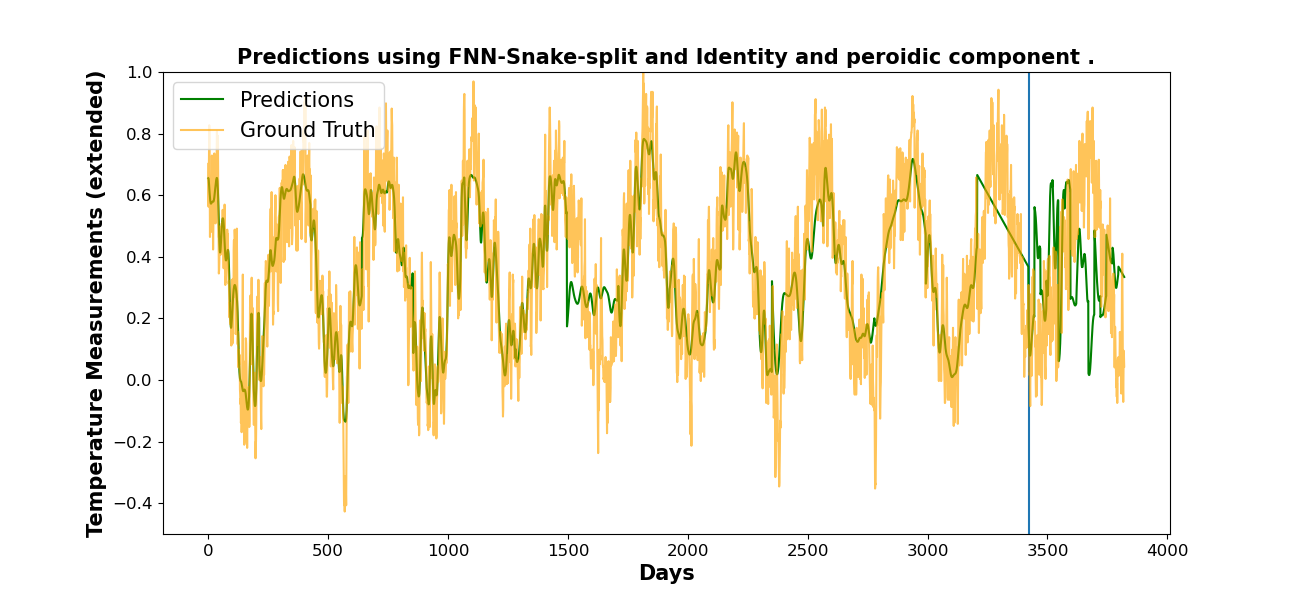 Predictions using FNN-Snake-split and Identity and peroidic component .
Temperature Measurements (extended)
1.0
0.8
0.6
0.4
0.2
0.0
−0.2
−0.4
Predictions
Ground Truth
0 500 1000 1500 2000 2500 3000 3500 4000
Days